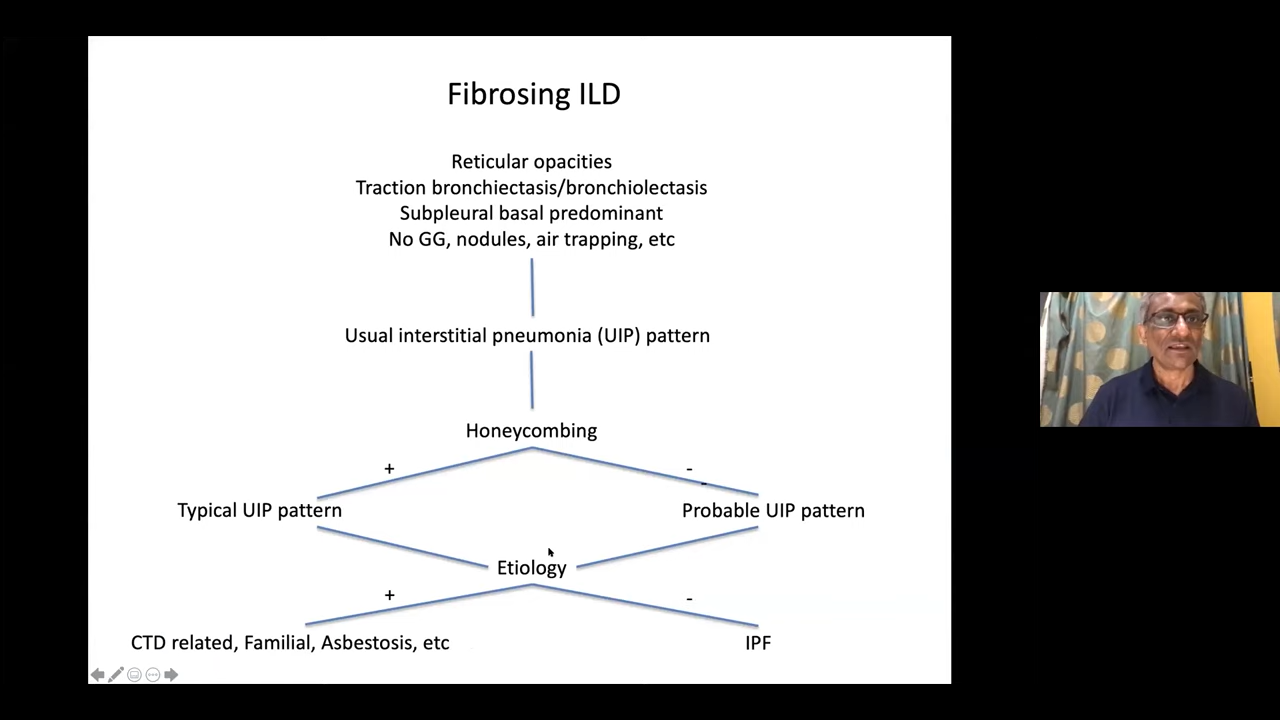 Fibrosing ILD
Reticular opacities
Traction bronchiectasis/bronchiolectasis
Subpleural basal predominant
No GG, nodules, air trapping, etc
Usual interstitial pneumonia (UIP) pattern
Honeycombing
+ -
-
Typical UIP pattern Probable UIP pattern
Etiology
+ -
CTD related, Familial, Asbestosis, etc IPF